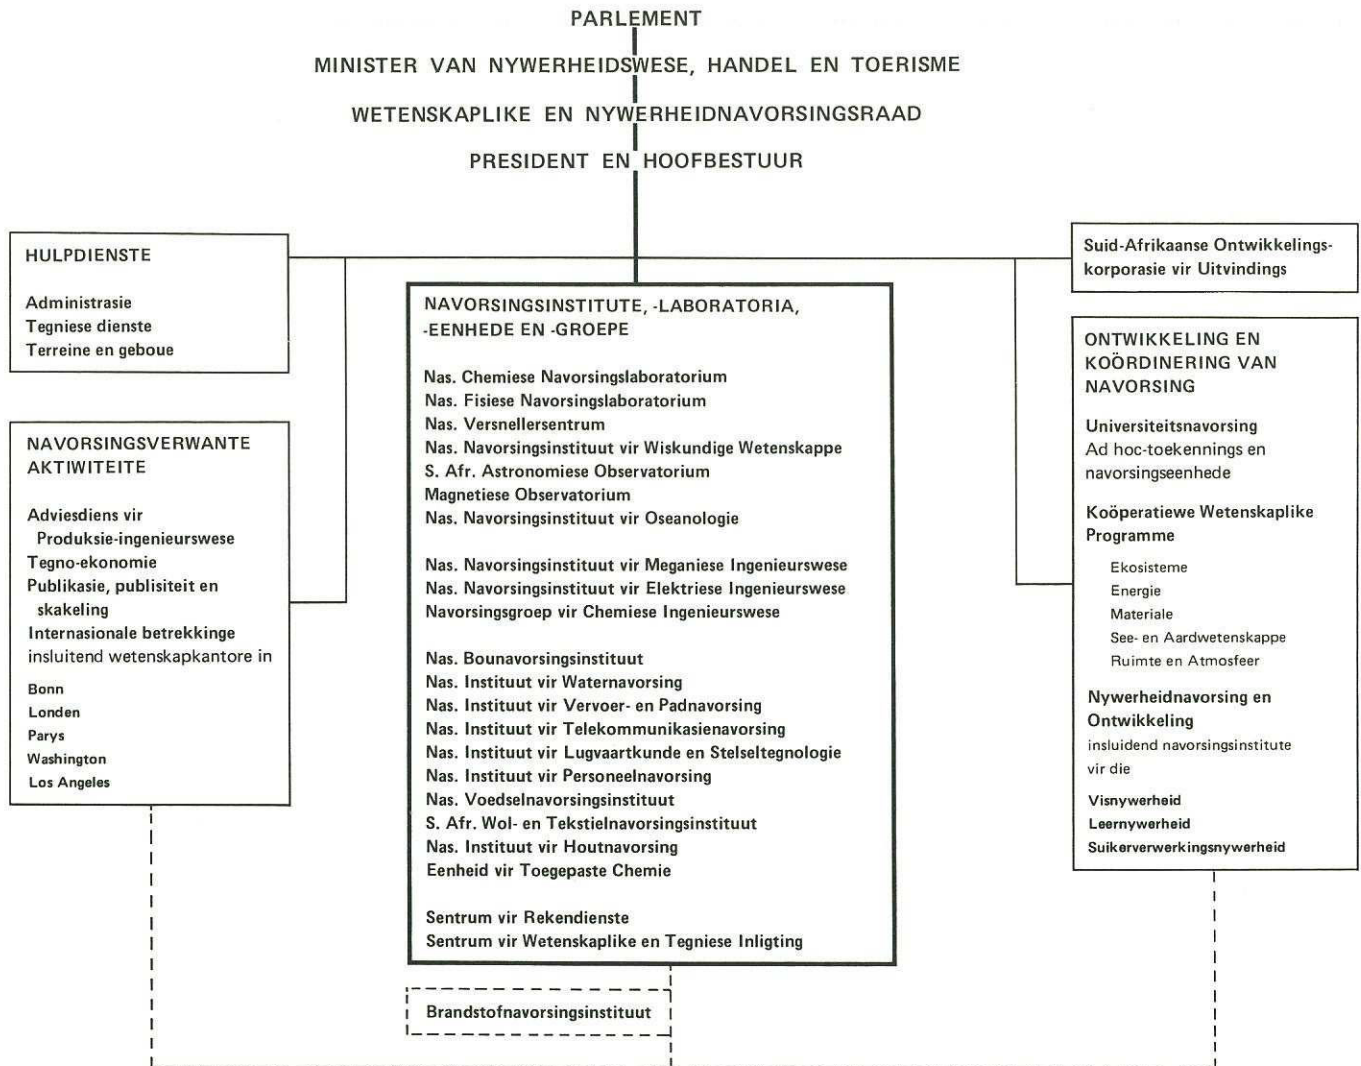 PARLEMENT
MINISTER VAN NYWERHEIDSWESE, HANDEL EN TOERISME
WETENSKAPLIKE EN NYWERHEIDNAVORSINGSRAAD
PRESIDENT EN HOOFBESTUUR
HULPDIENSTE
Administrasie
Tegniese dienste
Terreine en geboue
NAVORSINGSVERWANTE
AKTIWITEITE
Adviesdiens vir
Produksie-ingenieurswese
Tegno-ekonomie
Publikasie, publisiteit en
skakeling
Internasionale betrekkinge
insluitend wetenskapkantore in
Bonn
Londen
Parys
Washington
Los Angeles
NAVORSINGSINSTITUTE, -LABORATORIA,
-EENHEDE EN -GROEPE
Nas. Chemiese Navorsingslaboratorium
Nas. Fisiese Navorsingslaboratorium
Nas. Versnellersentrum
Nas. Navorsingsinstituut vir Wiskundige Wetenskappe
S. Afr. Astronomiese Observatorium
Magnetiese Observatorium
Nas. Navorsingsinstituut vir Oseanologie
Nas. Navorsingsinstituut vir Meganiese Ingenieurswese
Nas. Navorsingsinstituut vir Elektriese Ingenieurswese
Navorsingsgroep vir Chemiese Ingenieurswese
Nas. Bounavorsingsinstituut
Nas. Instituut vir Waternavorsing
Nas. Instituut vir Vervoer- en Padnavorsing
Nas. Instituut vir Telekommunikasienavorsing
Nas. Instituut vir Lugvaartkunde en Stelseltegnologie
Nas. Instituut vir Personeelnavorsing
Nas. Voedselnavorsingsinstituut
S. Afr. Wol- en Tekstielnavorsingsinstituut
Nas. Instituut vir Houtnavorsing
Eenheid vir Toegepaste Chemie
Sentrum vir Rekendienste
Sentrum vir Wetenskaplike en Tegniese Inligting
Brandstofnavorsingsinstituut
Suid-Afrikaanse Ontwikkelings-
korporasie vir Uitvindings
ONTWIKKELING EN
KOÖRDINERING VAN
NAVORSING
Universiteitsnavorsing
Ad hoc-toekennings en
navorsingseenhede
Koöperatiewe Wetenskaplike
Programme
Ekosisteme
Energie
Materiale
See- en Aardwetenskappe
Ruimte en Atmosfeer
Nywerheidnavorsing en
Ontwikkeling
insluidend navorsingsinstitute
vir die
Visnywerheid
Leernywerheid
Suikerverwerkingsnywerheid